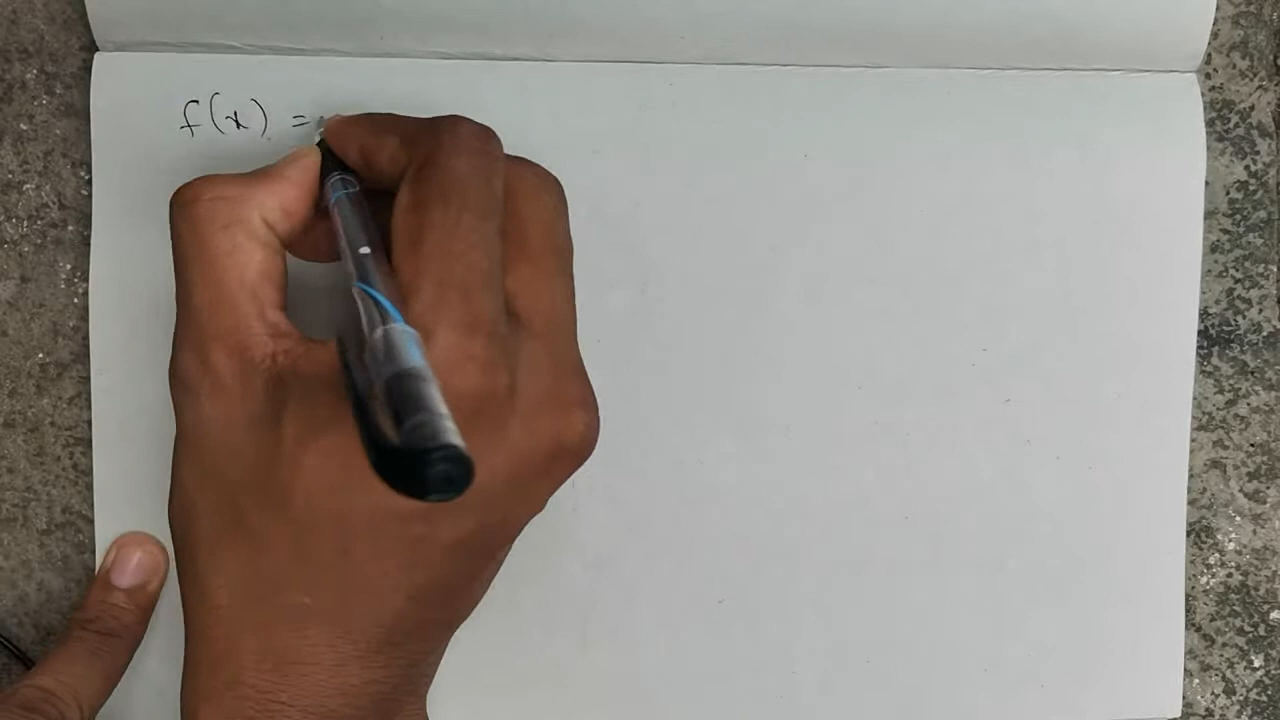 f(x) =